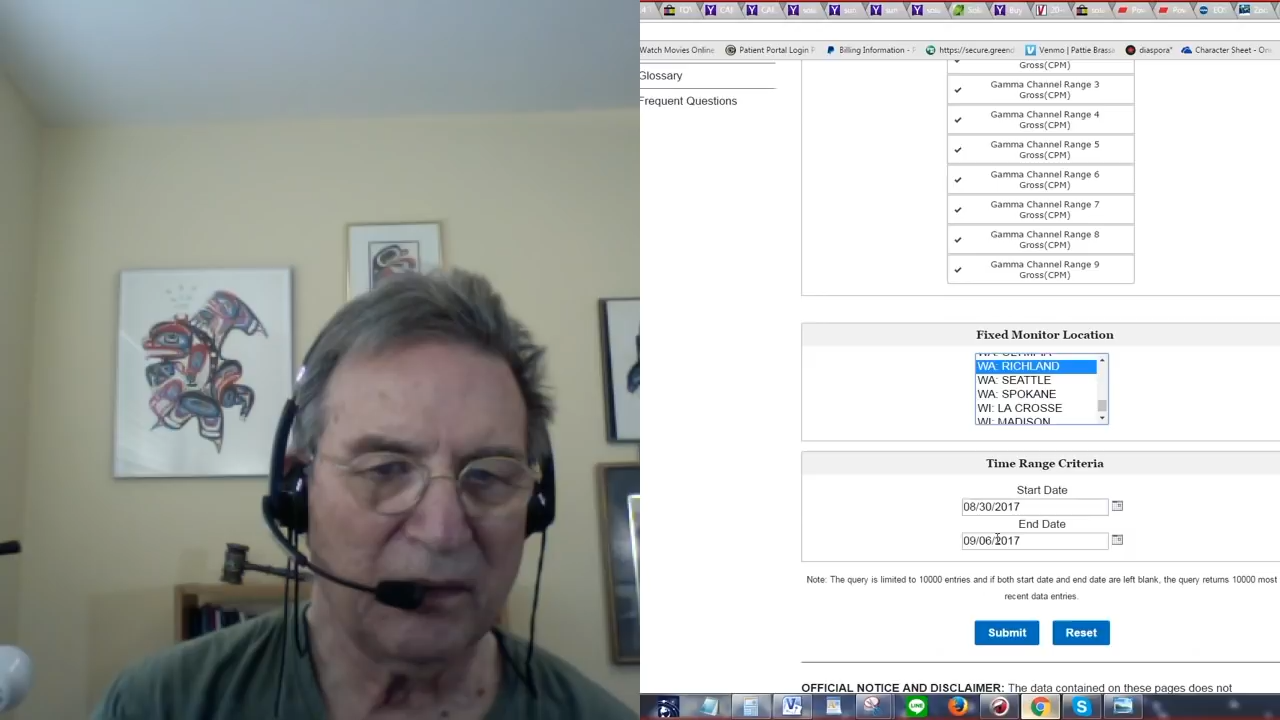 Watch Movies Online
Patient Portal Login
Billing Information -
https://secure.greend
Venmo | Pattie Brassa
diaspora*
Character Sheet - On
Glossary
Frequent Questions
Gross(CPM)
Gamma Channel Range 3
Gross(CPM)
Gamma Channel Range 4
Gross(CPM)
Gamma Channel Range 5
Gross(CPM)
Gamma Channel Range 6
Gross(CPM)
Gamma Channel Range 7
Gross(CPM)
Gamma Channel Range 8
Gross(CPM)
Gamma Channel Range 9
Gross(CPM)
Fixed Monitor Location
WA: OLYMPIA
WA: RICHLAND
WA: SEATTLE
WA: SPOKANE
WI: LA CROSSE
WI: MADISON
Time Range Criteria
Start Date
08/30/2017
End Date
09/06/2017
Note: The query is limited to 10000 entries and if both start date and end date are left blank, the query returns 10000 most
recent data entries.
Submit Reset
OFFICIAL NOTICE AND DISCLAIMER: The data contained on these pages does not